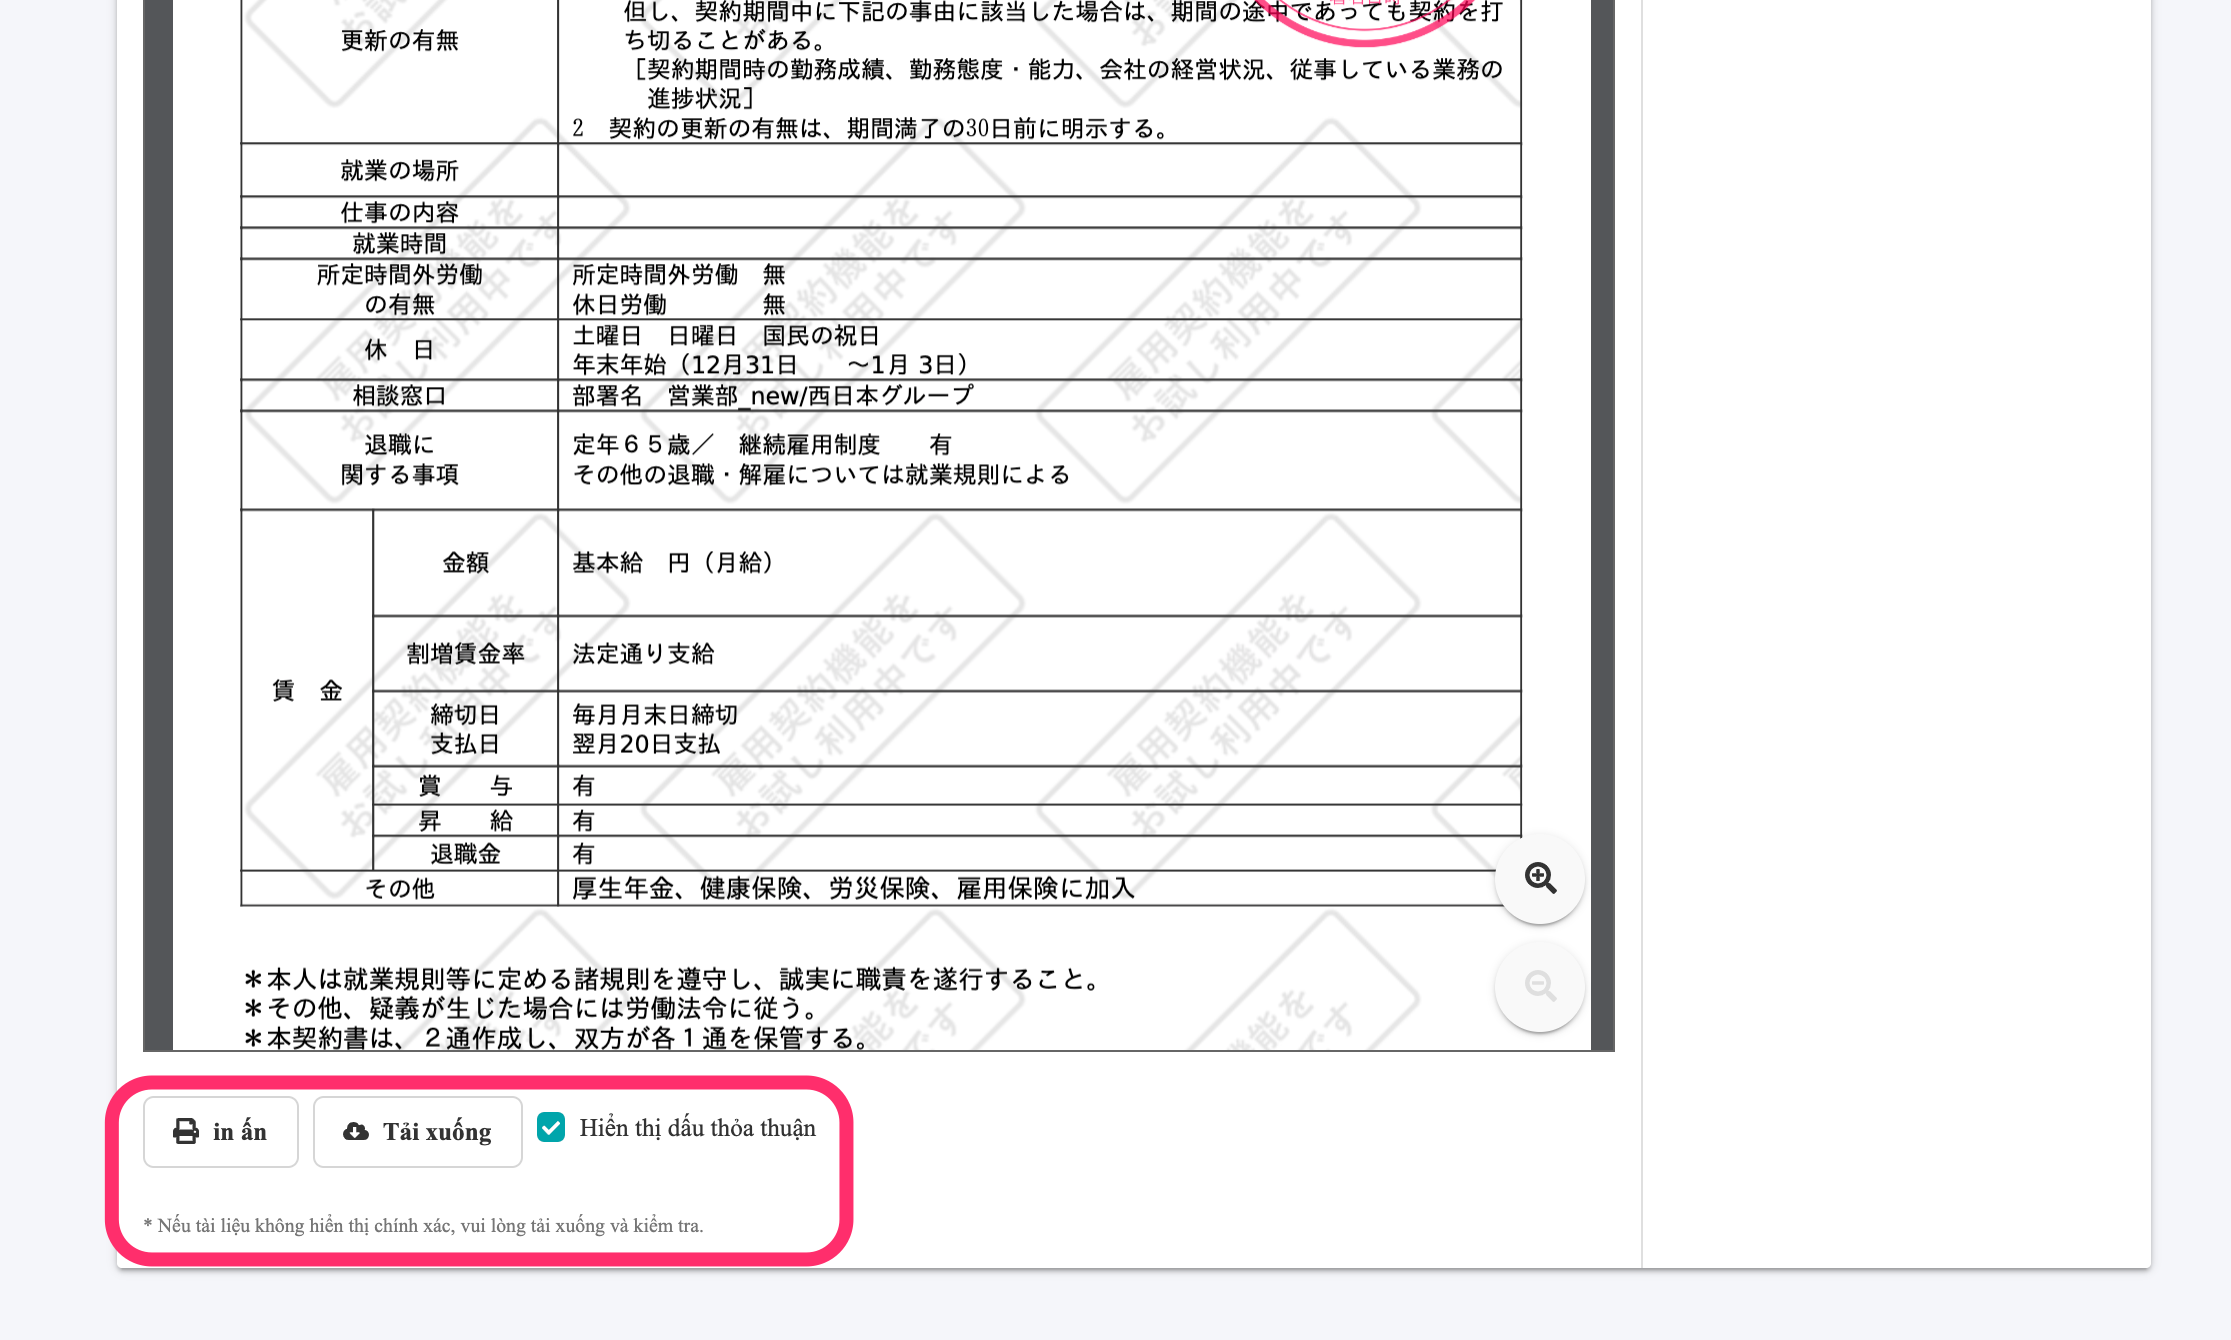 但し、契約期間中に下記の事由に該当した場合は、期間の途中であっても契約を打
更新の有無
ち切ることがある。
［契約期間時の勤務成績、勤務態度・能力、会社の経営状況、従事している業務の
進捗状況］
2　契約の更新の有無は、期間満了の30日前に明示する。
就業の場所
仕事の内容
就業時間
所定時間外労働　所定時間外労働　無
の有無　休日労働　無
休　日
土曜日　日曜日　国民の祝日
年末年始（12月31日　　～1月 3日）
相談窓口　部署名　営業部_new/西日本グループ
退職に　定年６５歳／　継続雇用制度　　有
関する事項　その他の退職・解雇については就業規則による
賃　金
金額　基本給　円（月給）
割増賃金率　法定通り支給
締切日　毎月月末日締切
支払日　翌月20日支払
賞　与　有
昇　給　有
退職金　有
その他　厚生年金、健康保険、労災保険、雇用保険に加入
＊本人は就業規則等に定める諸規則を遵守し、誠実に職責を遂行すること。
＊その他、疑義が生じた場合には労働法令に従う。
＊本契約書は、２通作成し、双方が各１通を保管する。
雇用契約機能を
お試し利用中です
in ấn
Tải xuống
Hiển thị dấu thỏa thuận
* Nếu tài liệu không hiển thị chính xác, vui lòng tải xuống và kiểm tra.